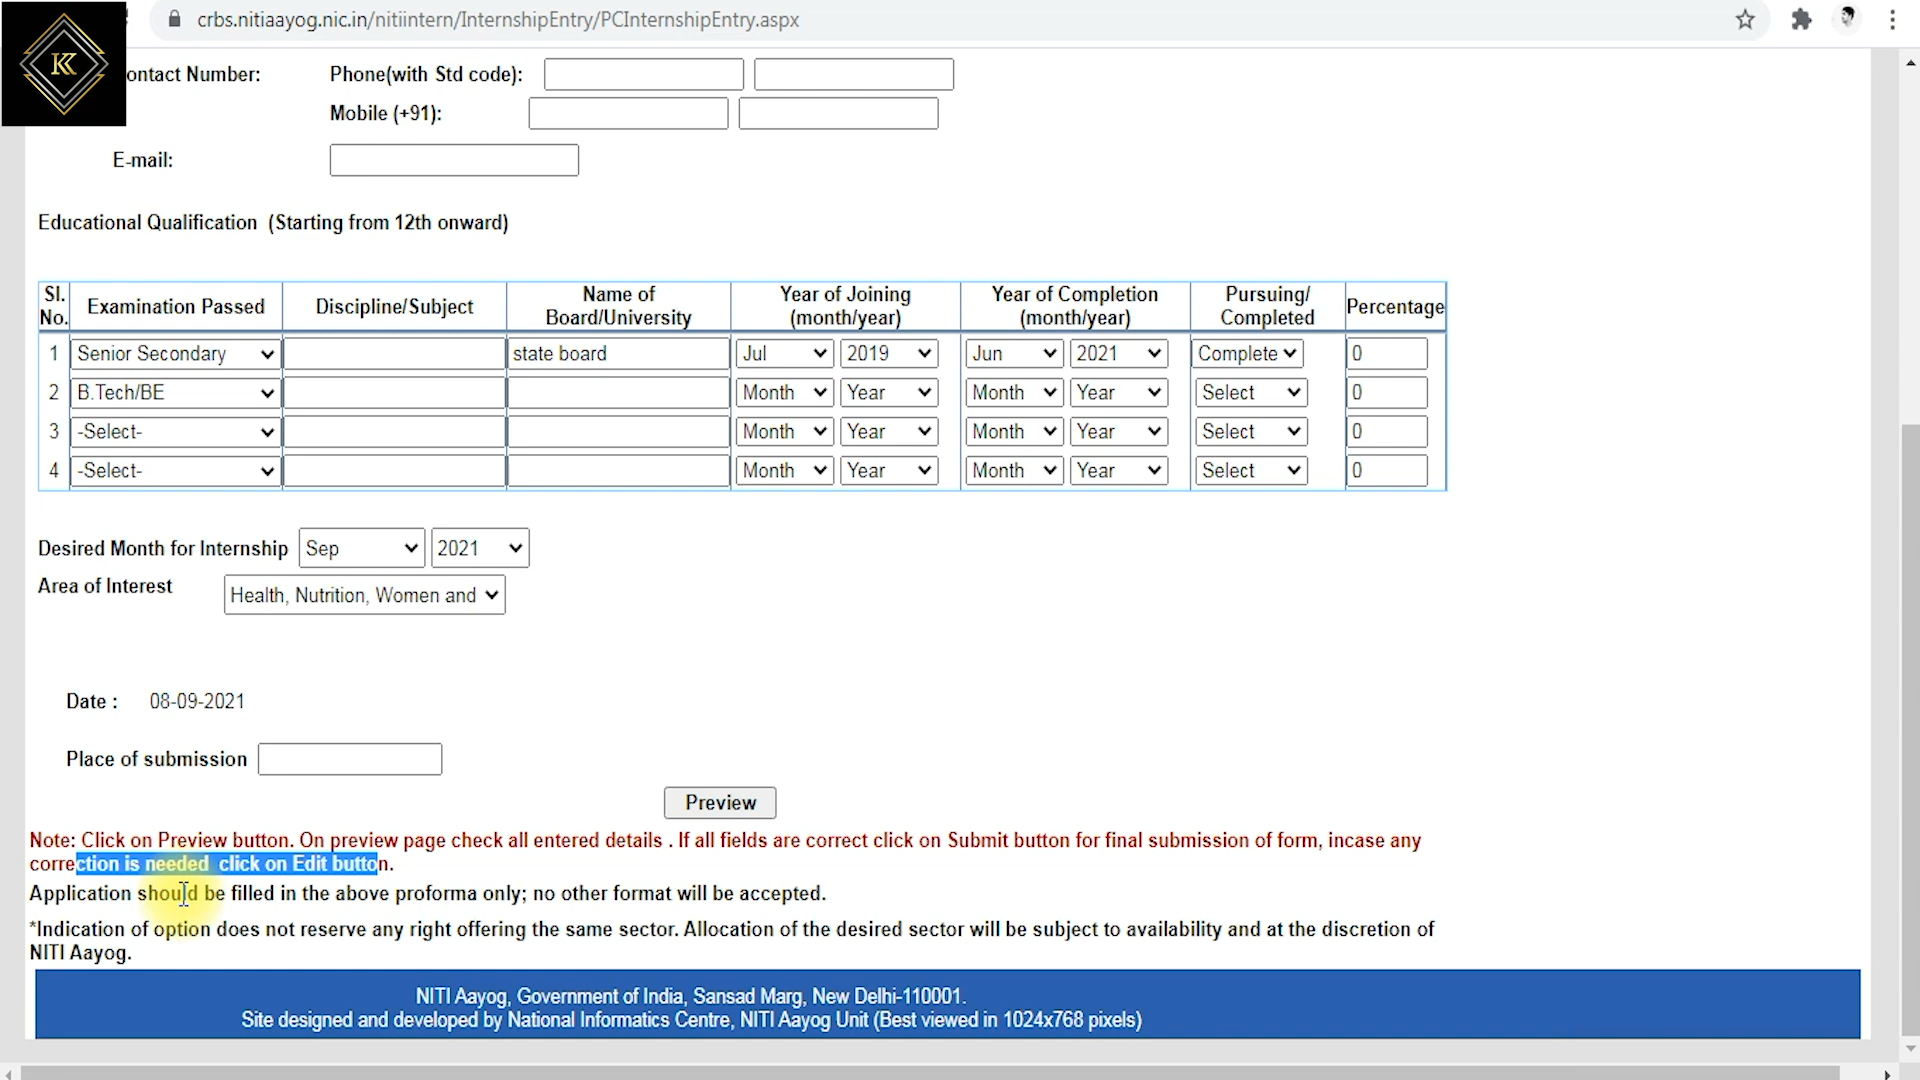 crbs.nitiaayog.nic.in/nitiintern/InternshipEntry/PCInternshipEntry.aspx
KK
ontact Number: Phone(with Std code):
Mobile (+91):
E-mail:
Educational Qualification (Starting from 12th onward)
Sl. No. Examination Passed Discipline/Subject Name of Board/University Year of Joining (month/year) Year of Completion (month/year) Pursuing/ Completed Percentage
1 Senior Secondary state board Jul 2019 Jun 2021 Complete 0
2 B.Tech/BE Month Year Month Year Select 0
3 -Select- Month Year Month Year Select 0
4 -Select- Month Year Month Year Select 0
Desired Month for Internship Sep 2021
Area of Interest Health, Nutrition, Women and
Date : 08-09-2021
Place of submission
Preview
Note: Click on Preview button. On preview page check all entered details . If all fields are correct click on Submit button for final submission of form, incase any
correction is needed click on Edit button.
Application should be filled in the above proforma only; no other format will be accepted.
*Indication of option does not reserve any right offering the same sector. Allocation of the desired sector will be subject to availability and at the discretion of
NITI Aayog.
NITI Aayog, Government of India, Sansad Marg, New Delhi-110001.
Site designed and developed by National Informatics Centre, NITI Aayog Unit (Best viewed in 1024x768 pixels)